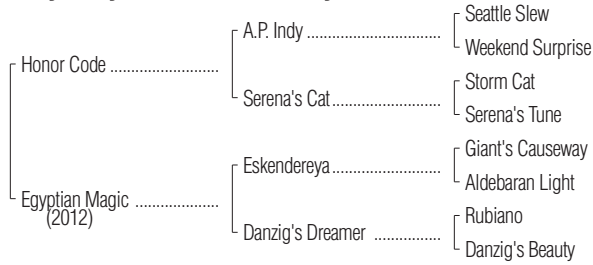 Seattle Slew
A.P. Indy
Weekend Surprise
Honor Code
Storm Cat
Serena's Cat
Serena's Tune
Giant's Causeway
Eskendereya
Aldebaran Light
Egyptian Magic
(2012)
Rubiano
Danzig's Dreamer
Danzig's Beauty